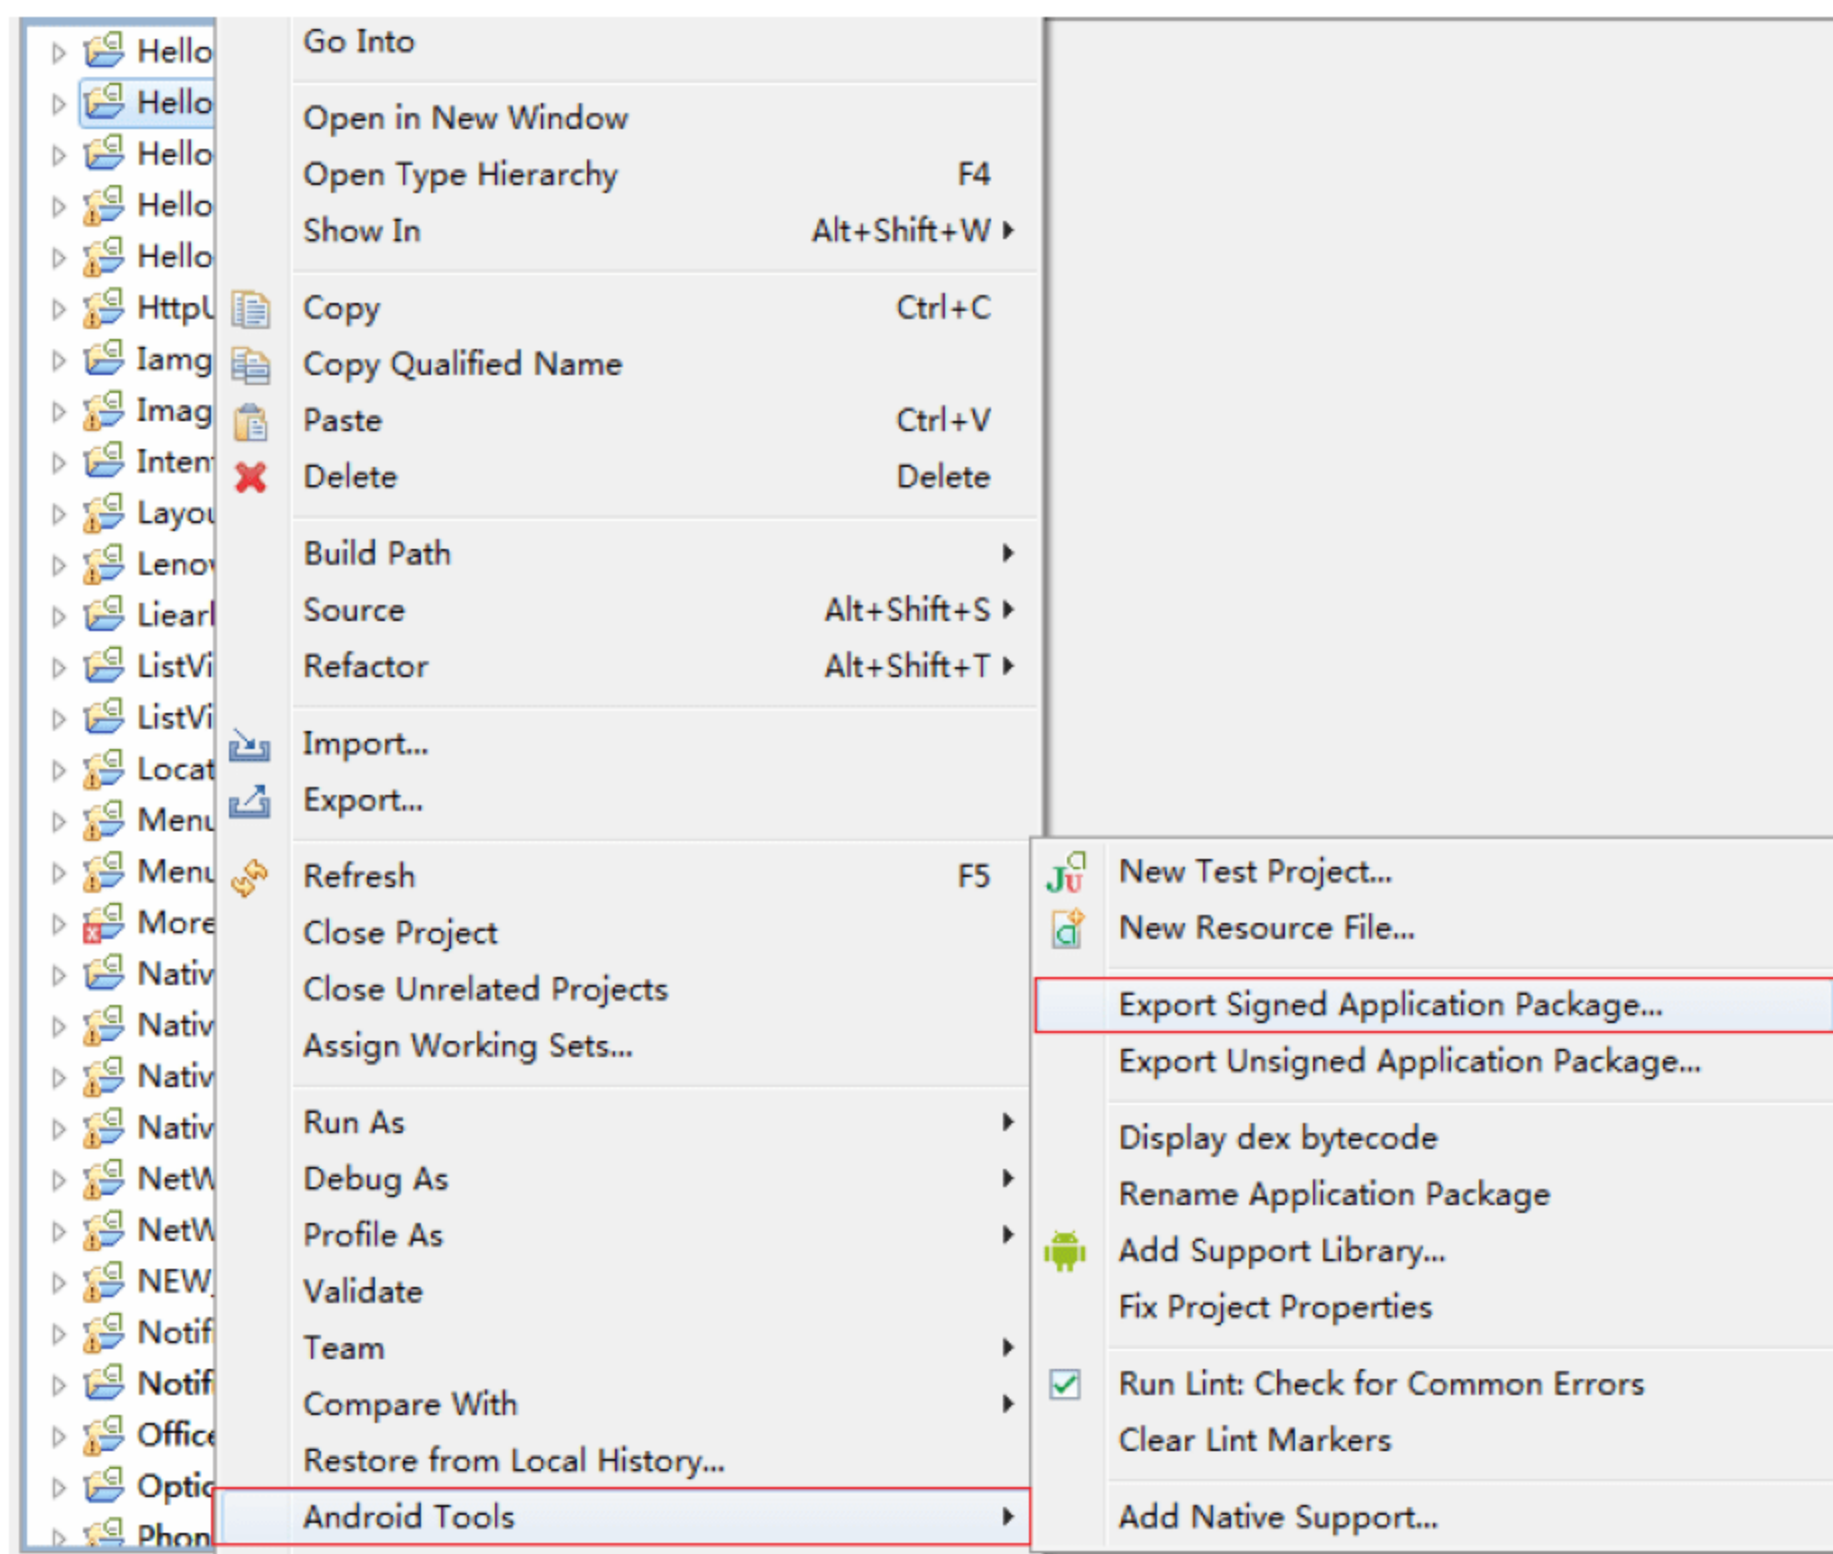 Hello
Hello
Hello
Hello
Hello
HttpU
Iamg
Imag
Inten
Layou
Lenov
Liearl
ListVi
ListVi
Locat
Menu
Menu
More
Nativ
Nativ
Nativ
Nativ
NetW
NetW
NEW_
Notifi
Notifi
Office
Optio
Phon
Go Into
Open in New Window
Open Type Hierarchy F4
Show In Alt+Shift+W
Copy Ctrl+C
Copy Qualified Name
Paste Ctrl+V
Delete Delete
Build Path
Source Alt+Shift+S
Refactor Alt+Shift+T
Import...
Export...
Refresh F5
Close Project
Close Unrelated Projects
Assign Working Sets...
Run As
Debug As
Profile As
Validate
Team
Compare With
Restore from Local History...
Android Tools
New Test Project...
New Resource File...
Export Signed Application Package...
Export Unsigned Application Package...
Display dex bytecode
Rename Application Package
Add Support Library...
Fix Project Properties
Run Lint: Check for Common Errors
Clear Lint Markers
Add Native Support...